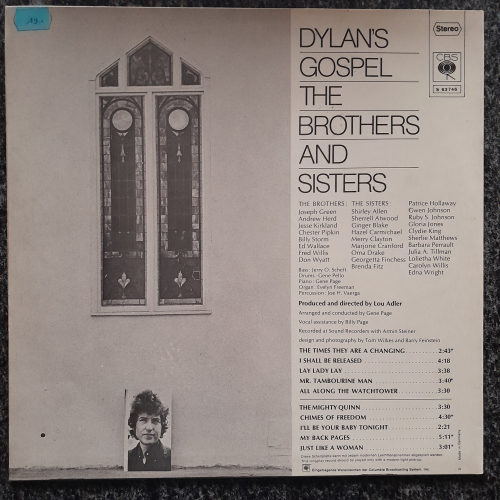 19.-
DYLAN'S
GOSPEL
THE
BROTHERS
AND
SISTERS
Stereo
CBS
S 63746
THE BROTHERS:
Joseph Green
Andrew Herd
Jesse Kirkland
Chester Pipkin
Billy Storm
Ed Wallace
Fred Willis
Don Wyatt
THE SISTERS:
Shirley Allen
Sherrell Atwood
Ginger Blake
Hazel Carmichael
Merry Clayton
Marjorie Cranford
Oma Drake
Georgetta Finchess
Brenda Fitz
Patrice Hollaway
Gwen Johnson
Ruby S. Johnson
Gloria Jones
Clydie King
Sherlie Matthews
Barbara Perrault
Julia A. Tillman
Lolietha White
Carolyn Willis
Edna Wright
Bass: Jerry O. Scheff
Drums: Gene Pello
Piano: Gene Page
Organ: Evelyn Freeman
Percussion: Joe H. Vaerga
Produced and directed by Lou Adler
Arranged and conducted by Gene Page
Vocal assistance by Billy Page
Recorded at Sound Recorders with Armin Steiner
design and photography by Tom Wilkes and Barry Feinstein
THE TIMES THEY ARE A CHANGING . . . . . . . . 2:43*
I SHALL BE RELEASED . . . . . . . . 4:18
LAY LADY LAY . . . . . . . . 3:38
MR. TAMBOURINE MAN . . . . . . . . 3:40*
ALL ALONG THE WATCHTOWER . . . . . . . . 3:30
THE MIGHTY QUINN . . . . . . . . 3:30
CHIMES OF FREEDOM . . . . . . . . 4:30*
I'LL BE YOUR BABY TONIGHT . . . . . . . . 2:21
MY BACK PAGES . . . . . . . . 5:11*
JUST LIKE A WOMAN . . . . . . . . 3:01*